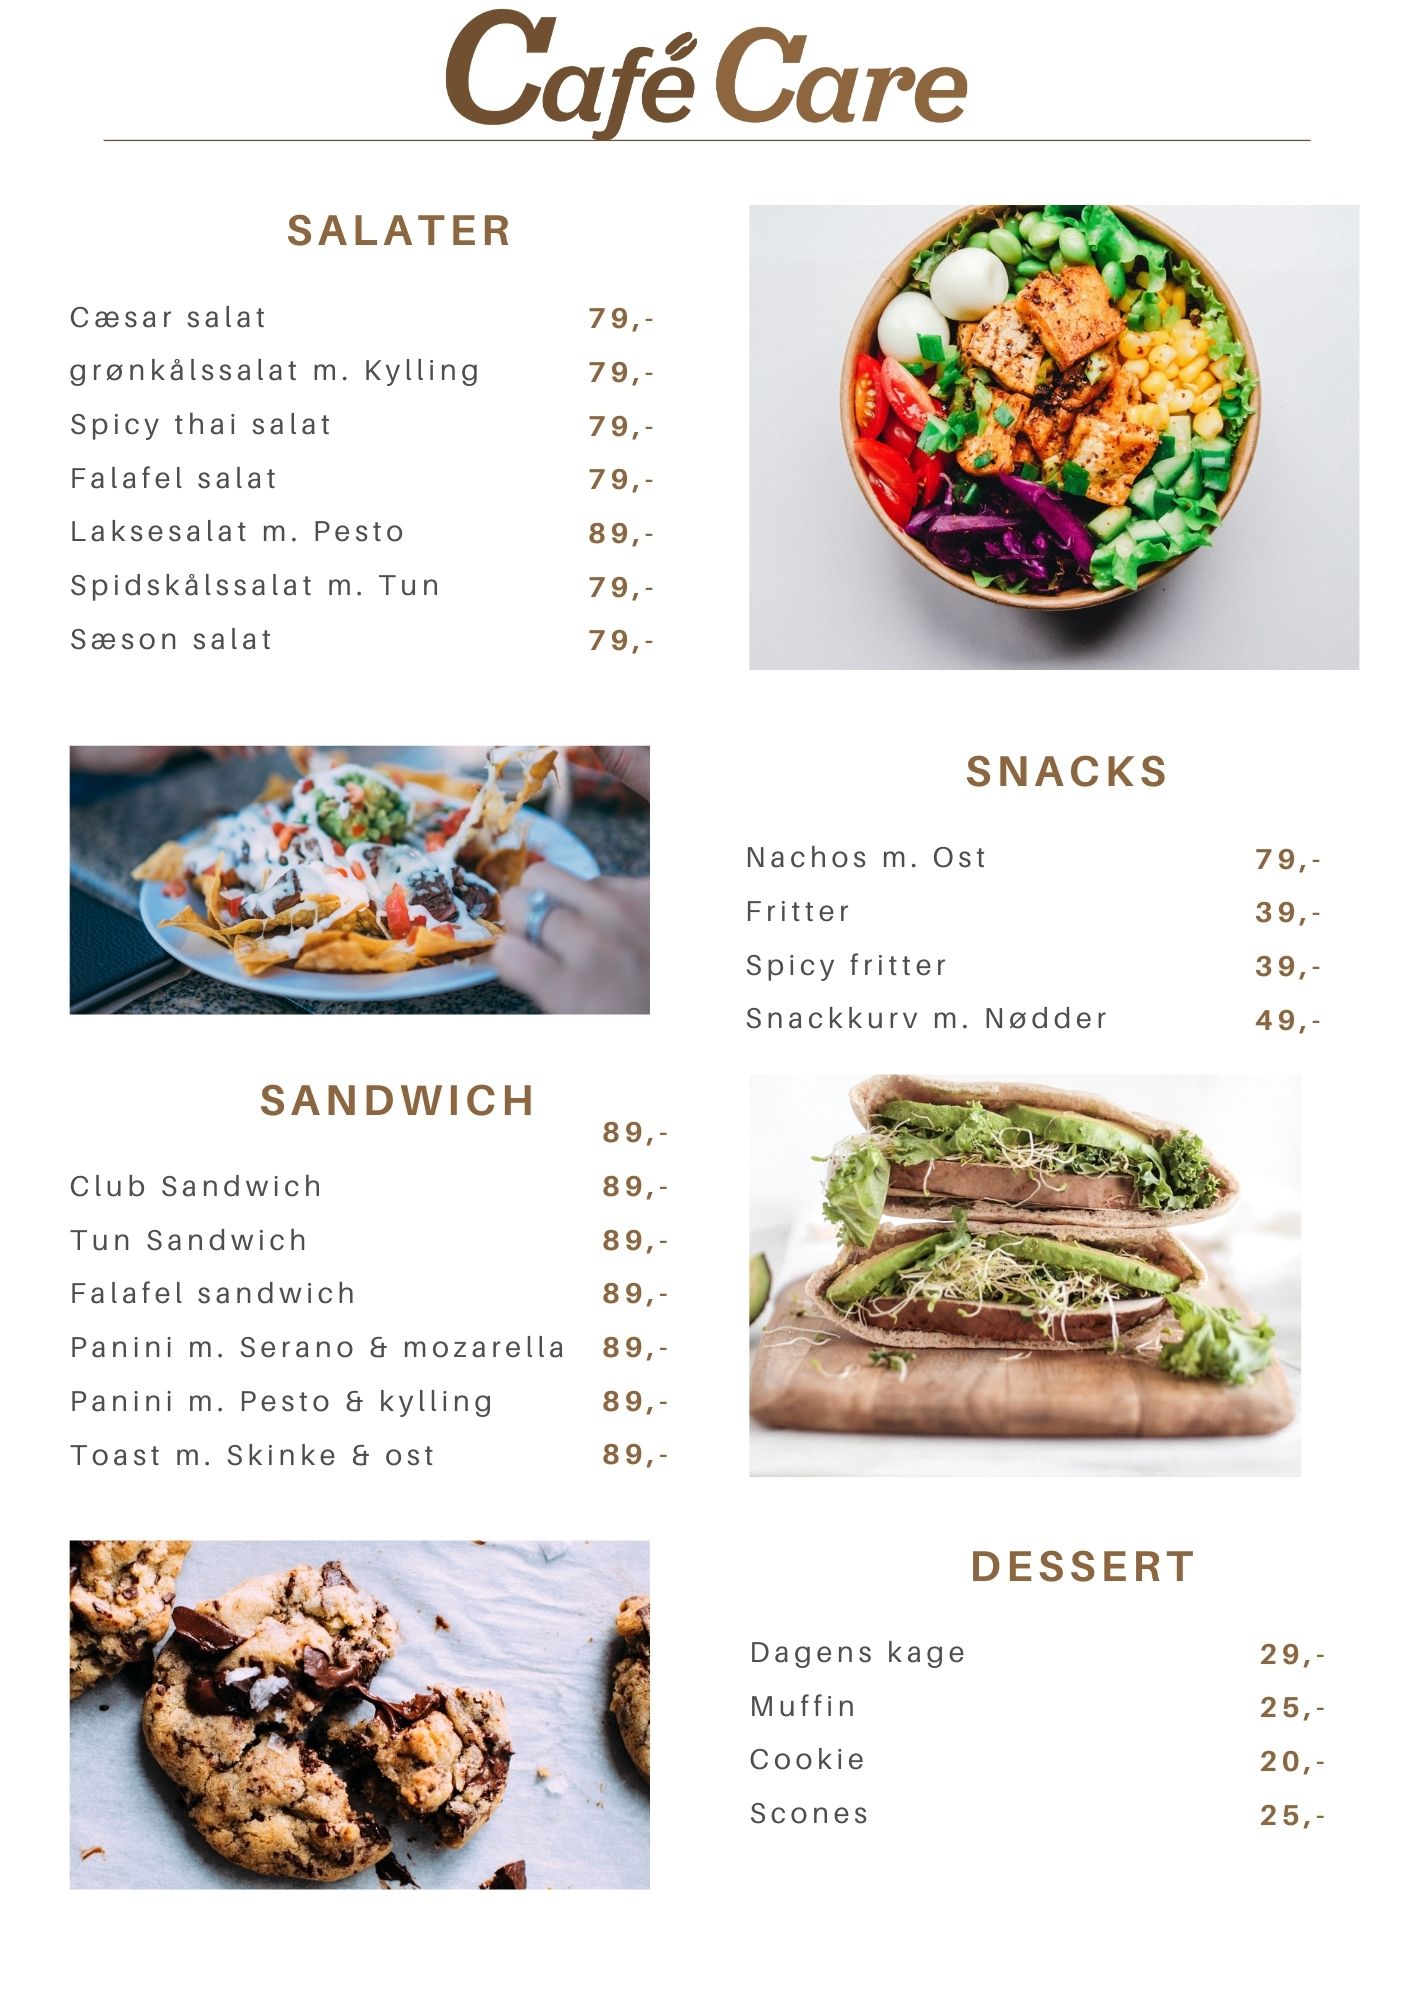 Café Care
SALATER
Cæsar salat 79,-
grønkålssalat m. Kylling 79,-
Spicy thai salat 79,-
Falafel salat 79,-
Laksesalat m. Pesto 89,-
Spidskålssalat m. Tun 79,-
Sæson salat 79,-
SNACKS
Nachos m. Ost 79,-
Fritter 39,-
Spicy fritter 39,-
Snackkurv m. Nødder 49,-
SANDWICH
89,-
Club Sandwich 89,-
Tun Sandwich 89,-
Falafel sandwich 89,-
Panini m. Serano & mozarella 89,-
Panini m. Pesto & kylling 89,-
Toast m. Skinke & ost 89,-
DESSERT
Dagens kage 29,-
Muffin 25,-
Cookie 20,-
Scones 25,-